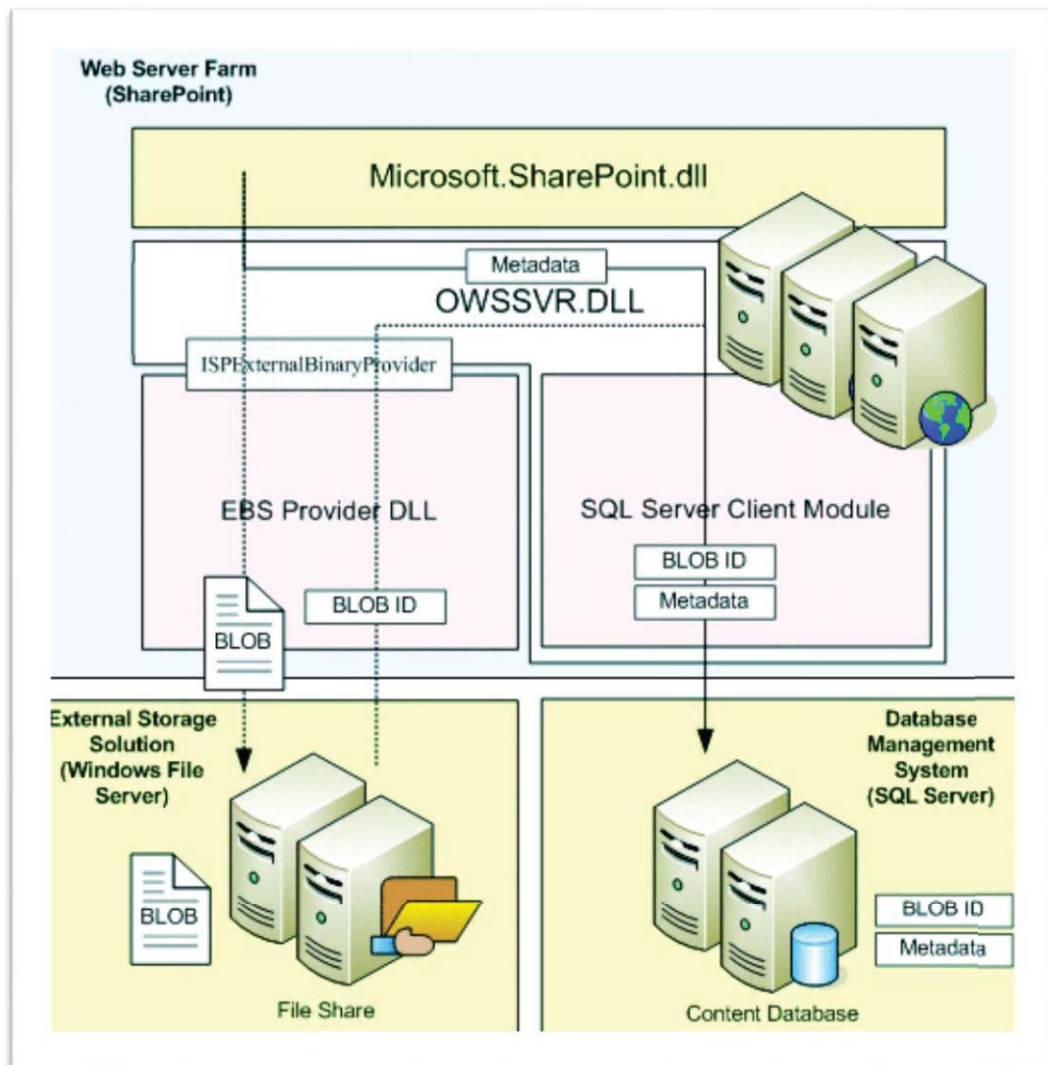 Web Server Farm
(SharePoint)
Microsoft.SharePoint.dll
Metadata
OWSSVR.DLL
ISPExternalBinaryProvider
EBS Provider DLL
SQL Server Client Module
BLOB ID
Metadata
BLOB ID
BLOB
External Storage
Solution
(Windows File
Server)
Database
Management
System
(SQL Server)
BLOB
BLOB ID
Metadata
File Share
Content Database